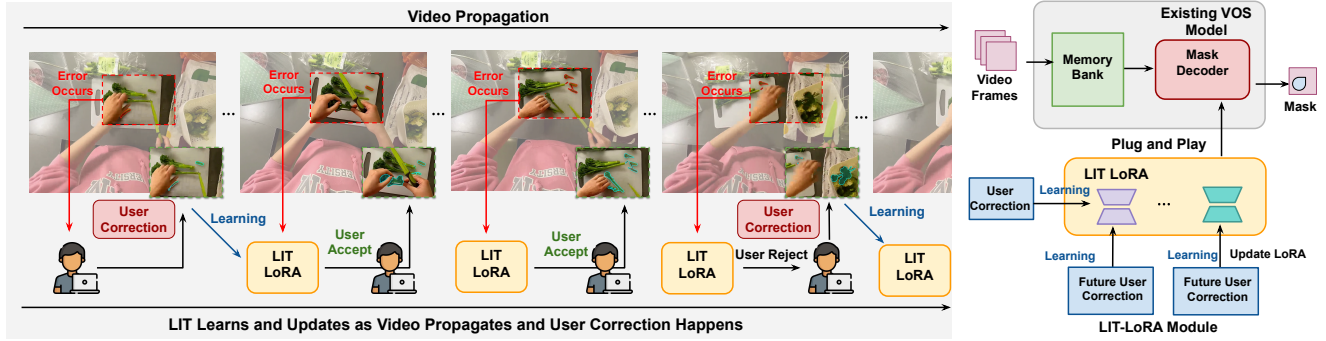 Video Propagation
Error
Occurs
Error
Occurs
Error
Occurs
Error
Occurs
...
...
...
...
User
Correction
Learning
LIT
LoRA
User
Accept
LIT
LoRA
User
Accept
LIT
LoRA
User Reject
User
Correction
Learning
LIT
LoRA
LIT Learns and Updates as Video Propagates and User Correction Happens
Existing VOS
Model
Video
Frames
Memory
Bank
Mask
Decoder
Mask
Plug and Play
LIT LoRA
User
Correction
Learning
...
Learning
Learning
Update LoRA
Future User
Correction
Future User
Correction
LIT-LoRA Module